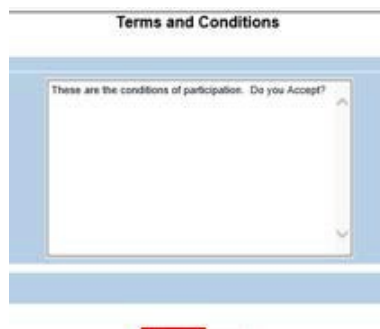 Terms and Conditions
These are the conditions of participation. Do you Accept?